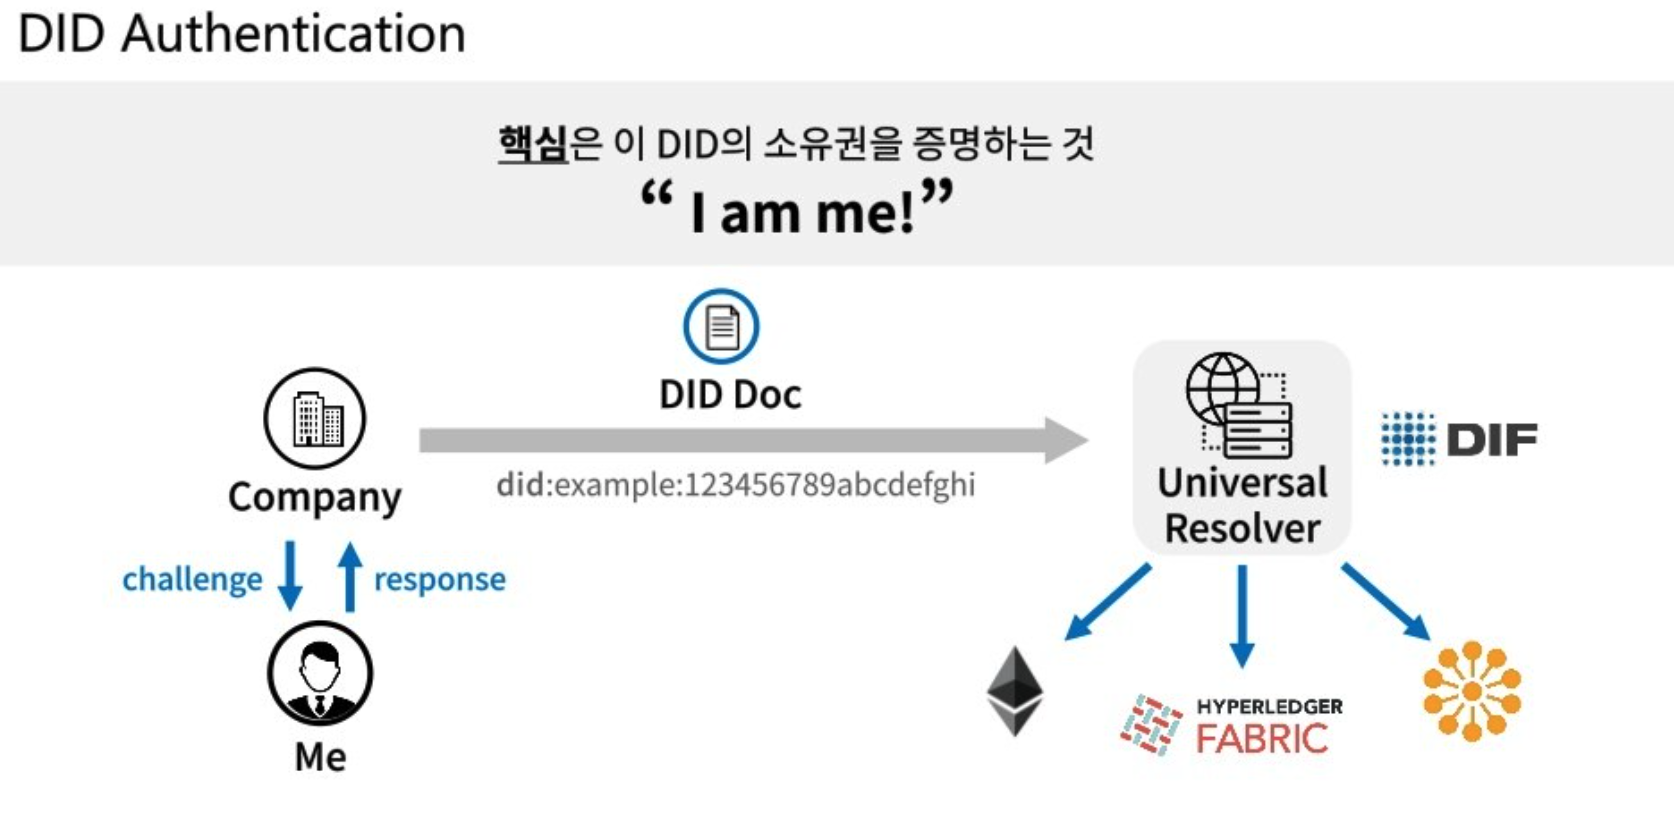 DID Authentication
핵심은 이 DID의 소유권을 증명하는 것
“ I am me!”
DID Doc
did:example:123456789abcdefghi
Company
challenge
response
Me
Universal
Resolver
DIF
HYPERLEDGER
FABRIC